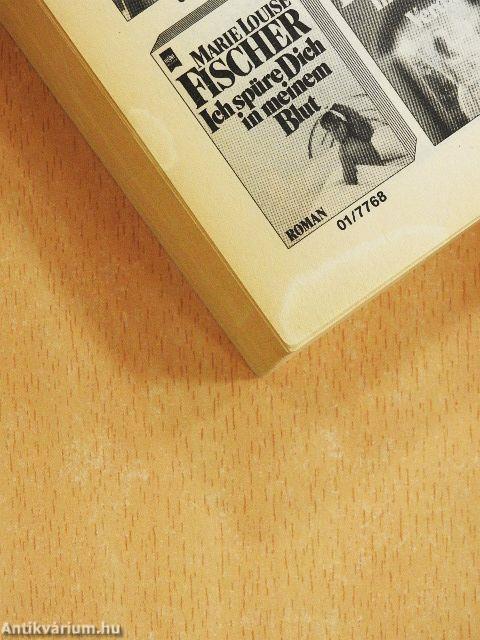 MARIE LOUISE
FISCHER
Ich spüre Dich
in meinem
Blut
ROMAN
01/7768
Antikvárium.hu